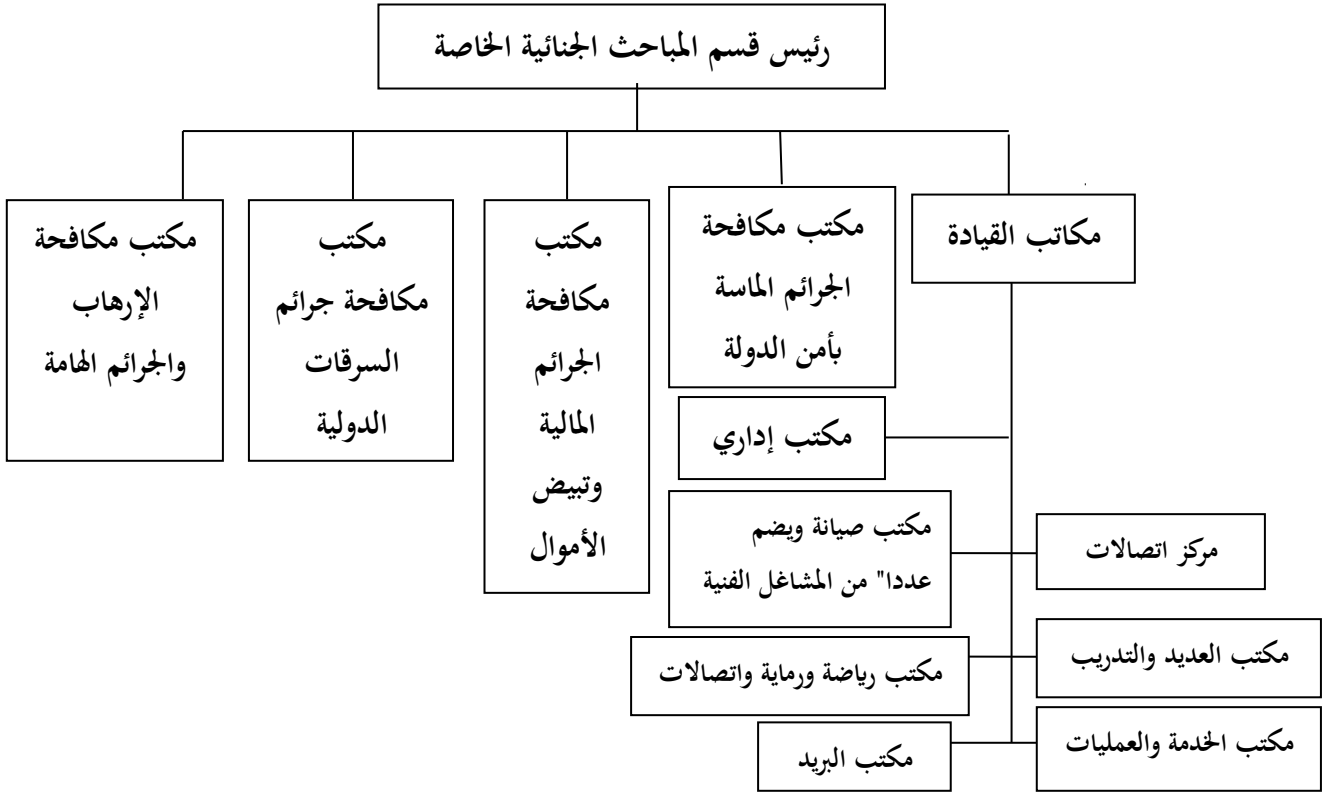 رئيس قسم المباحث الجنائية الخاصة
مكاتب القيادة
مكتب مكافحة
الجرائم الماسة
بأمن الدولة
مكتب
مكافحة
الجرائم
المالية
وتبيض
الأموال
مكتب
مكافحة جرائم
السرقات
الدولية
مكتب مكافحة
الإرهاب
والجرائم الهامة
مكتب إداري
مركز اتصالات
مكتب صيانة ويضم
عددا" من المشاغل الفنية
مكتب العديد والتدريب
مكتب رياضة ورماية واتصالات
مكتب الخدمة والعمليات
مكتب البريد